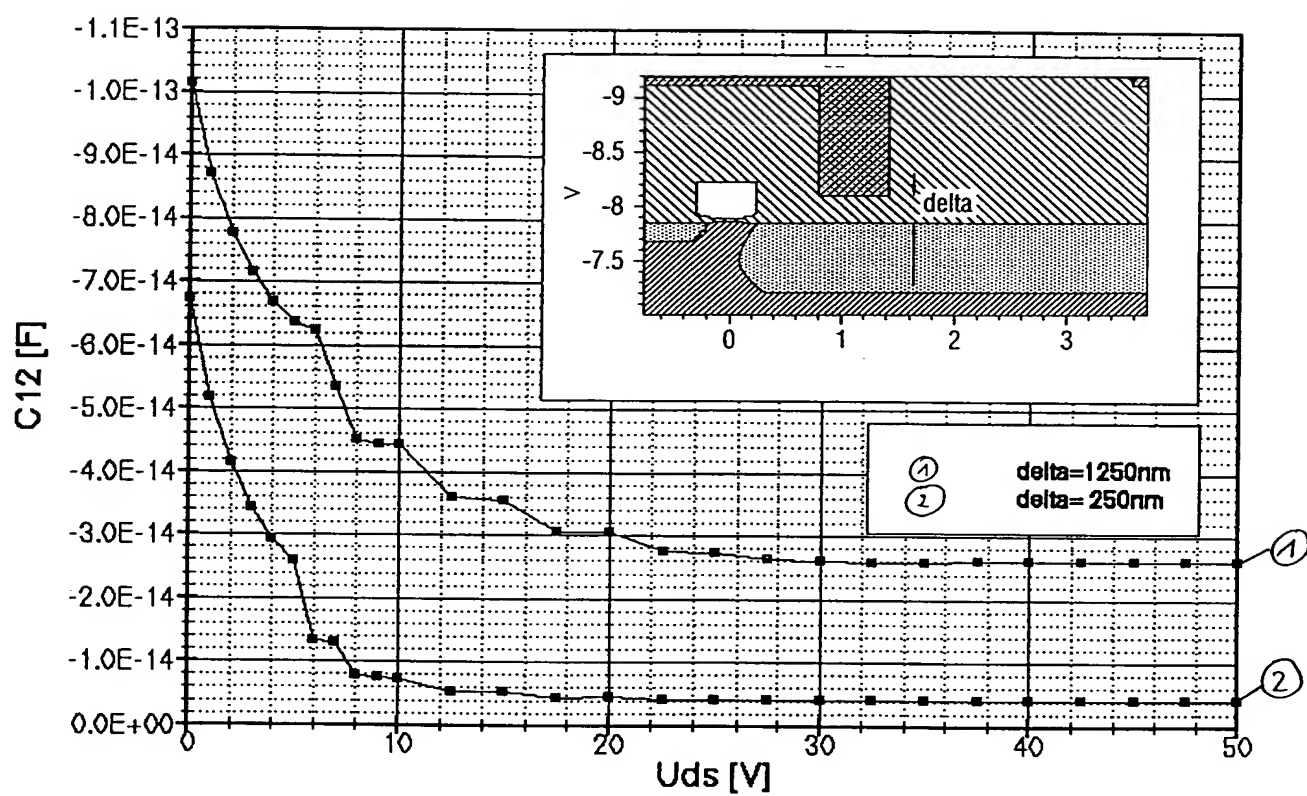 -1.1E-13
-1.0E-13
-9.0E-14
-8.0E-14
-7.0E-14
-6.0E-14
-5.0E-14
-4.0E-14
-3.0E-14
-2.0E-14
-1.0E-14
0.0E+00
C12 [F]
0
10
20
30
40
50
Uds [V]
-9
-8.5
-8
-7.5
V
delta
0
1
2
3
1 delta=1250nm
2 delta= 250nm
1
2